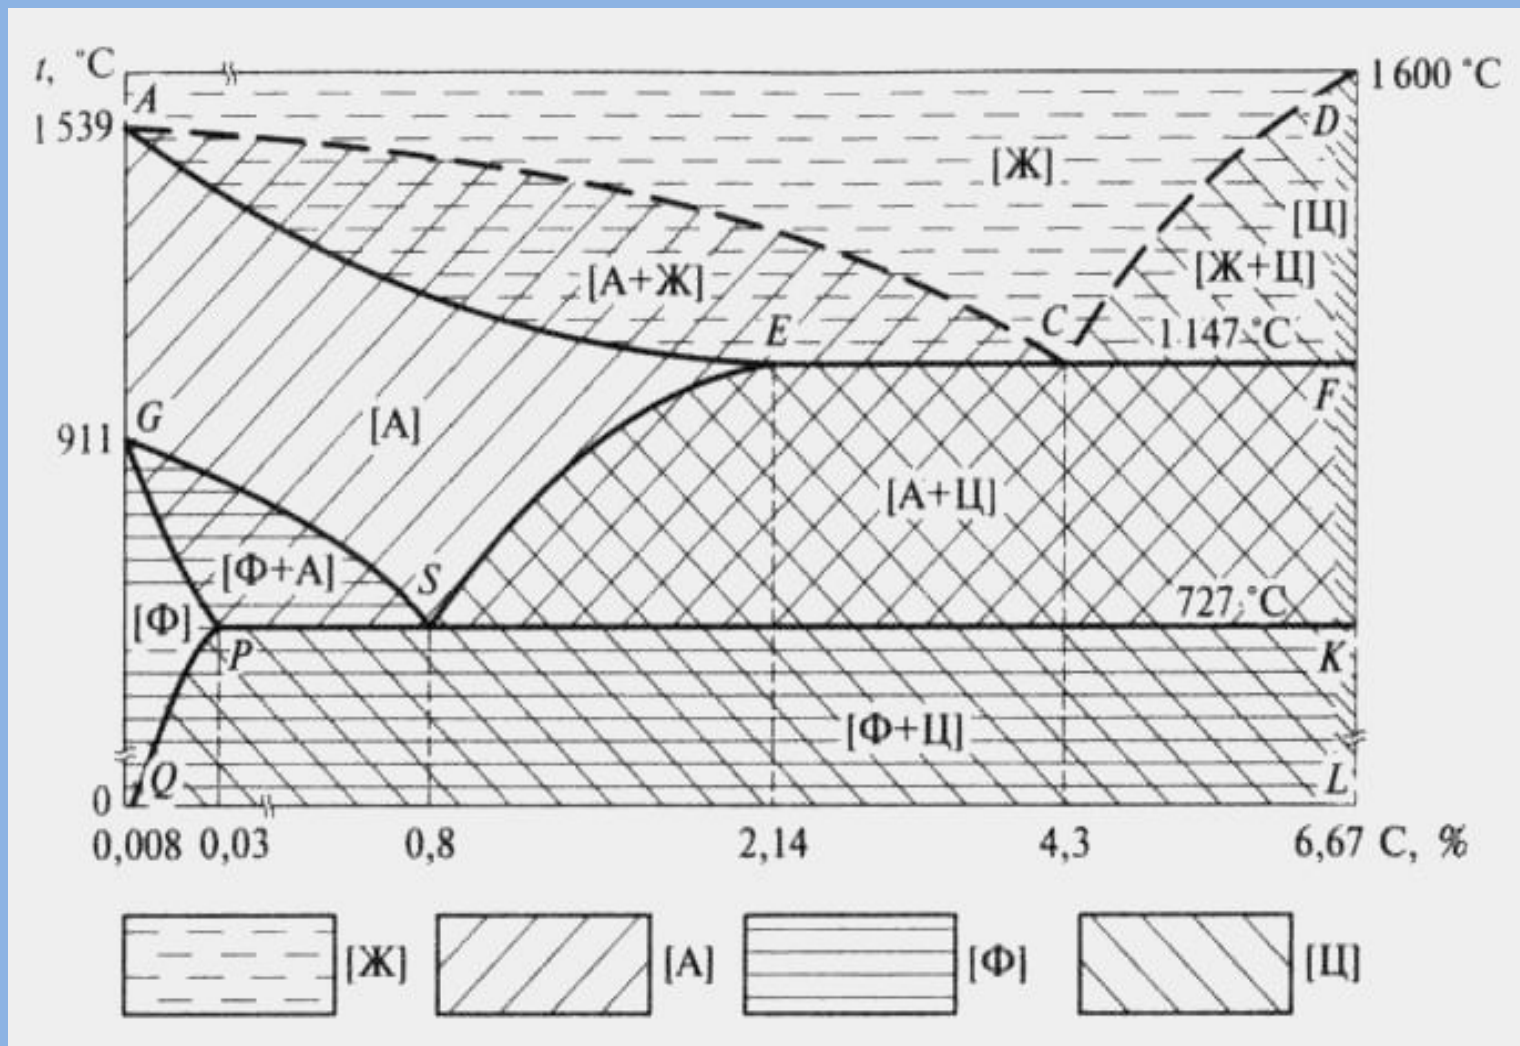 t, °C
1 600 °C
A
D
1 539
[Ж]
[Ц]
[А+Ж]
[Ж+Ц]
E
C
1 147 °C
F
G
[А]
911
[А+Ц]
[Ф+А]
S
727 °C
[Ф]
P
K
[Ф+Ц]
Q
L
0
0,008 0,03 0,8 2,14 4,3 6,67 C, %
[Ж] [А] [Ф] [Ц]